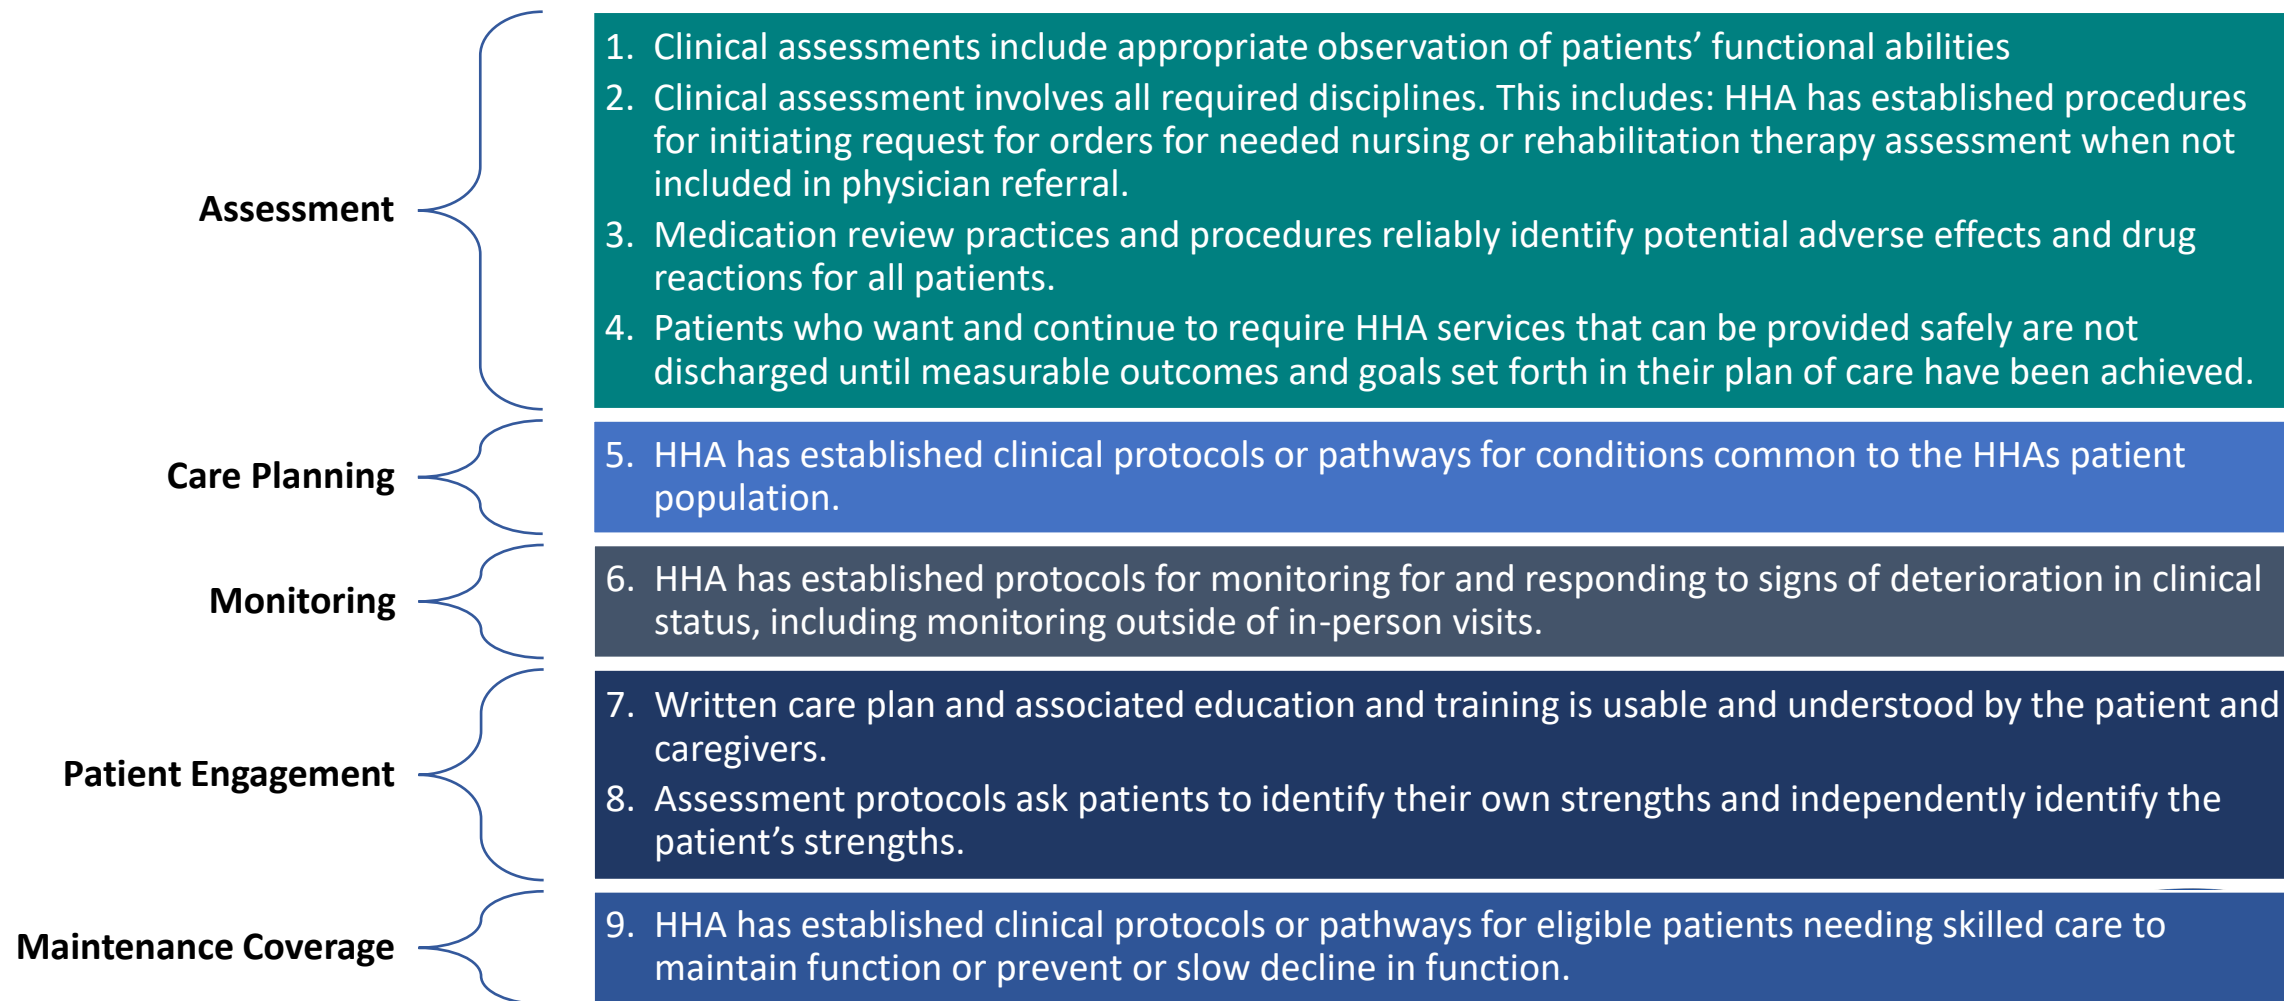 Assessment
1. Clinical assessments include appropriate observation of patients’ functional abilities
2. Clinical assessment involves all required disciplines. This includes: HHA has established procedures
for initiating request for orders for needed nursing or rehabilitation therapy assessment when not
included in physician referral.
3. Medication review practices and procedures reliably identify potential adverse effects and drug
reactions for all patients.
4. Patients who want and continue to require HHA services that can be provided safely are not
discharged until measurable outcomes and goals set forth in their plan of care have been achieved.
Care Planning
5. HHA has established clinical protocols or pathways for conditions common to the HHAs patient
population.
Monitoring
6. HHA has established protocols for monitoring for and responding to signs of deterioration in clinical
status, including monitoring outside of in-person visits.
Patient Engagement
7. Written care plan and associated education and training is usable and understood by the patient and
caregivers.
8. Assessment protocols ask patients to identify their own strengths and independently identify the
patient’s strengths.
Maintenance Coverage
9. HHA has established clinical protocols or pathways for eligible patients needing skilled care to
maintain function or prevent or slow decline in function.